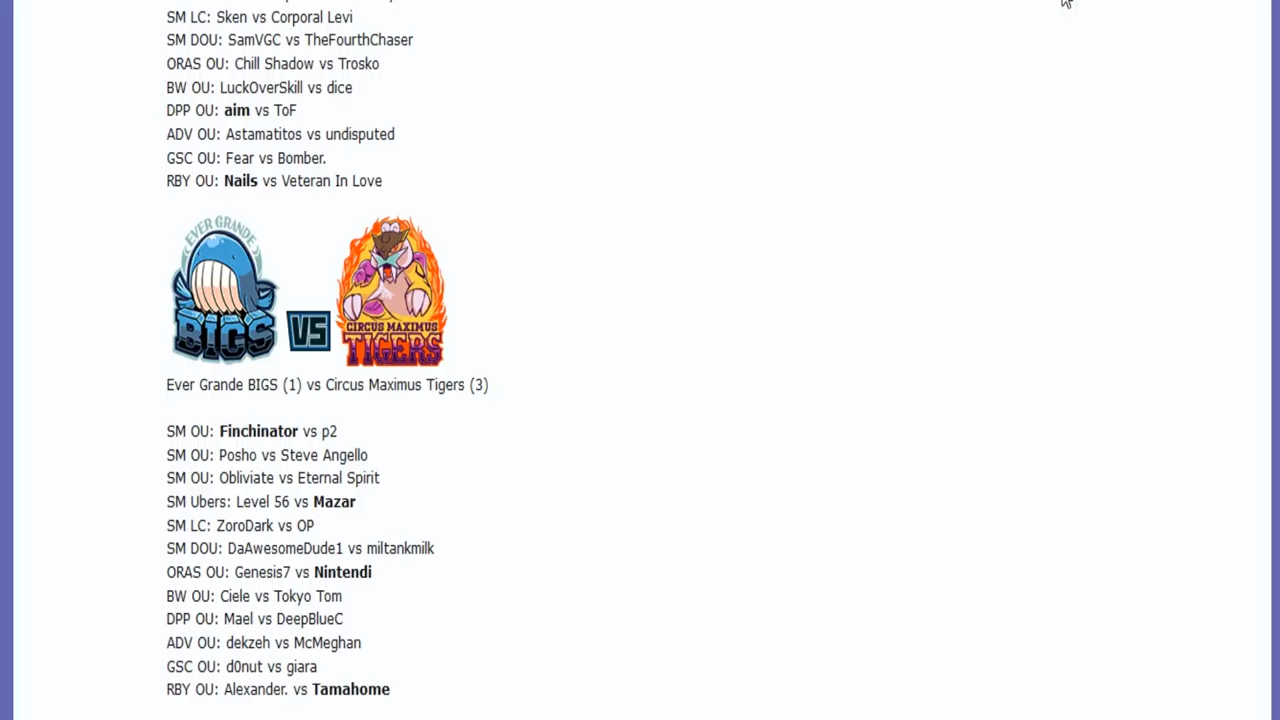 SM LC: Sken vs Corporal Levi
SM DOU: SamVGC vs TheFourthChaser
ORAS OU: Chill Shadow vs Trosko
BW OU: LuckOverSkill vs dice
DPP OU: aim vs ToF
ADV OU: Astamatitos vs undisputed
GSC OU: Fear vs Bomber.
RBY OU: Nails vs Veteran In Love
EVER GRANDE
BIGS
VS
CIRCUS MAXIMUS
TIGERS
Ever Grande BIGS (1) vs Circus Maximus Tigers (3)
SM OU: Finchinator vs p2
SM OU: Posho vs Steve Angello
SM OU: Obliviate vs Eternal Spirit
SM Ubers: Level 56 vs Mazar
SM LC: ZoroDark vs OP
SM DOU: DaAwesomeDude1 vs miltankmilk
ORAS OU: Genesis7 vs Nintendi
BW OU: Ciele vs Tokyo Tom
DPP OU: Mael vs DeepBlueC
ADV OU: dekzeh vs McMeghan
GSC OU: d0nut vs giara
RBY OU: Alexander. vs Tamahome